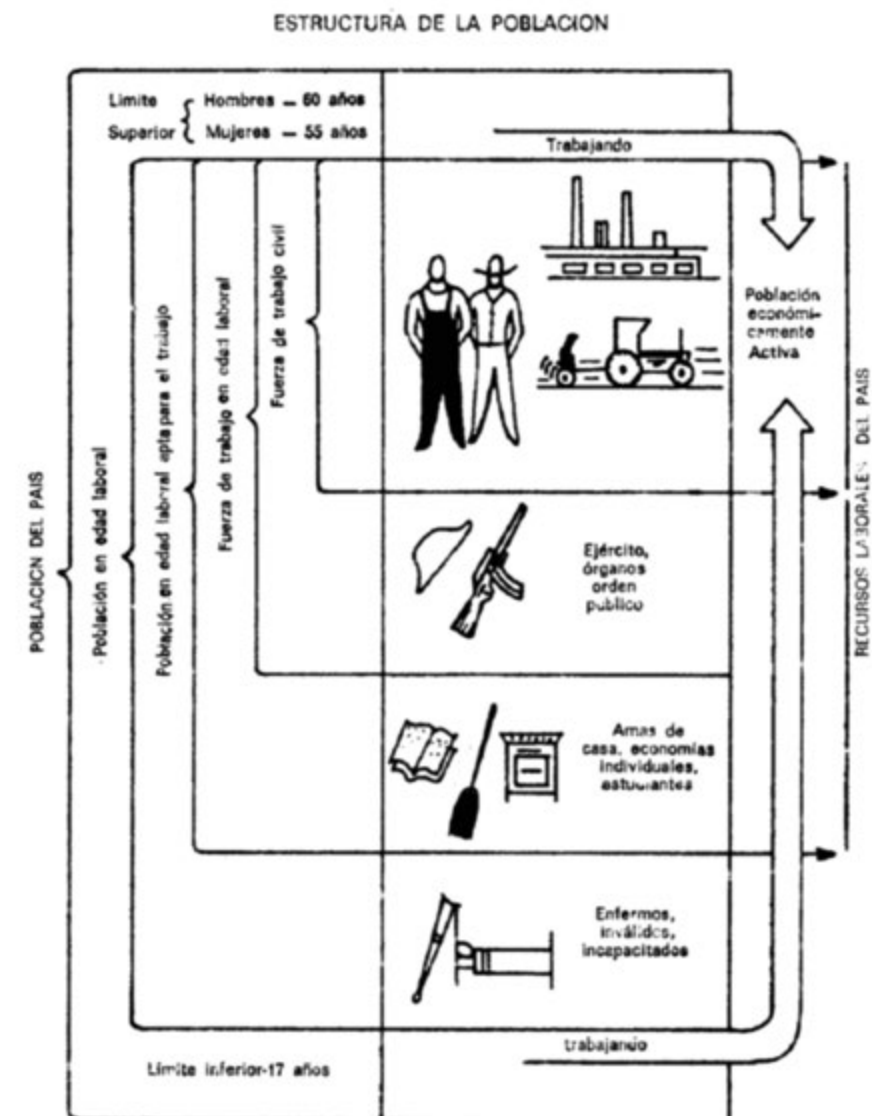 ESTRUCTURA DE LA POBLACION
Limite
Superior
Hombres — 60 años
Mujeres — 55 años
Trabajando
POBLACION DEL PAIS
Población en edad laboral
Población en edad laboral apta para el trabajo
Fuerza de trabajo en edad laboral
Fuerza de trabajo civil
Población
económi-
camente
Activa
RECURSOS LABORALES DEL PAIS
Ejército,
órganos
orden
publico
Amas de
casa, economías
individuales,
estudiantes
Enfermos,
inválidos,
incapacitados
trabajando
Límite inferior-17 años